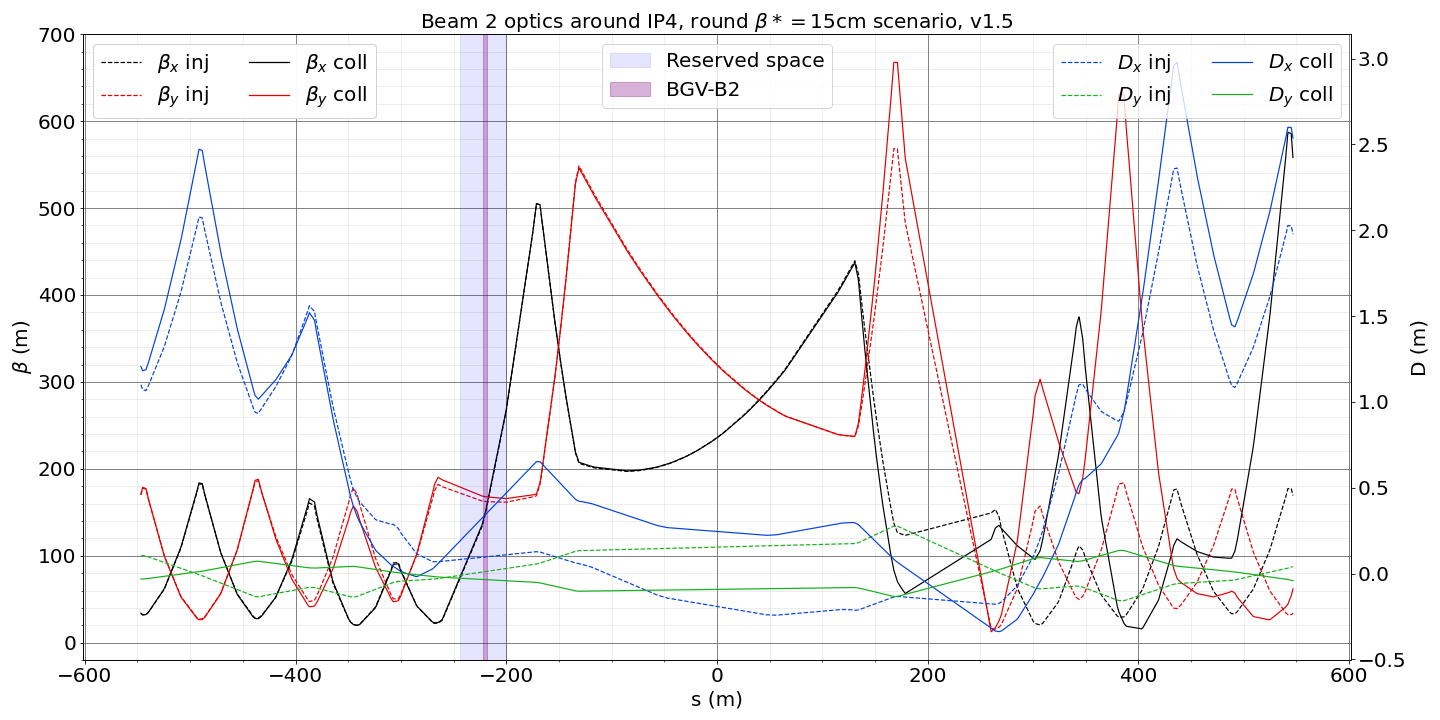 Beam 2 optics around IP4, round β* = 15cm scenario, v1.5
βx inj βx coll
βy inj βy coll
Reserved space
BGV-B2
Dx inj Dx coll
Dy inj Dy coll
700
600
500
400
300
200
100
0
β (m)
3.0
2.5
2.0
1.5
1.0
0.5
0.0
−0.5
D (m)
−600 −400 −200 0 200 400 600
s (m)